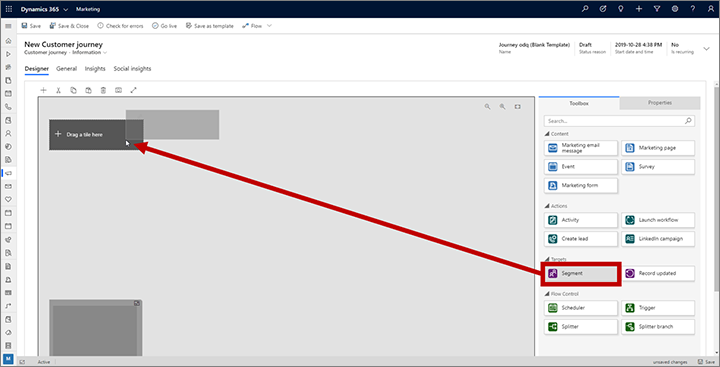 Dynamics 365 Marketing
Save Save & Close Check for errors Go live Save as template Flow
New Customer journey
Customer journey · Information
Journey odq (Blank Template)
Name
Draft
Status reason
2019-10-28 4:38 PM
Start date and time
No
Is recurring
Designer General Insights Social insights
Drag a tile here
Toolbox Properties
Search...
Content
Marketing email
message
Marketing page
Event Survey
Marketing form
Actions
Activity Launch workflow
Create lead LinkedIn campaign
Targets
Segment Record updated
Flow Control
Scheduler Trigger
Splitter Splitter branch
M
Active
unsaved changes
Save